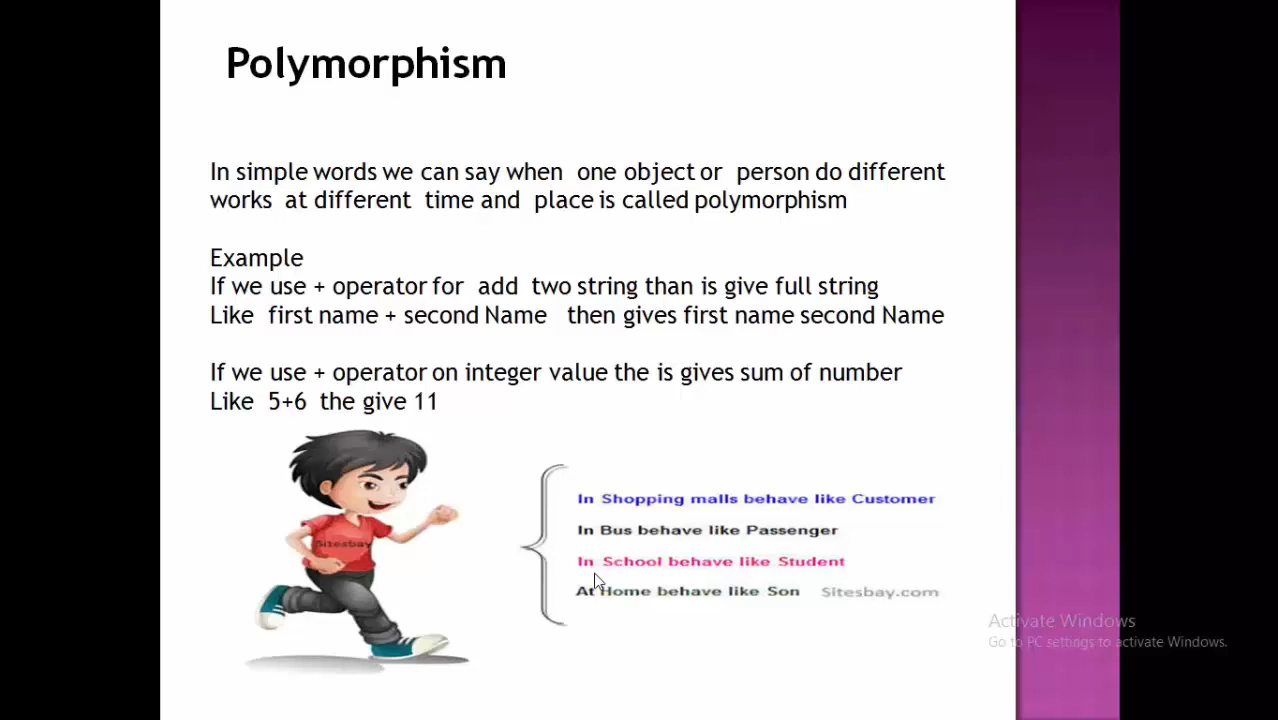 Polymorphism
In simple words we can say when one object or person do different
works at different time and place is called polymorphism
Example
If we use + operator for add two string than is give full string
Like first name + second Name then gives first name second Name
If we use + operator on integer value the is gives sum of number
Like 5+6 the give 11
Sitesbay
In Shopping malls behave like Customer
In Bus behave like Passenger
In School behave like Student
At Home behave like Son
Sitesbay.com
Activate Windows
Go to PC settings to activate Windows.